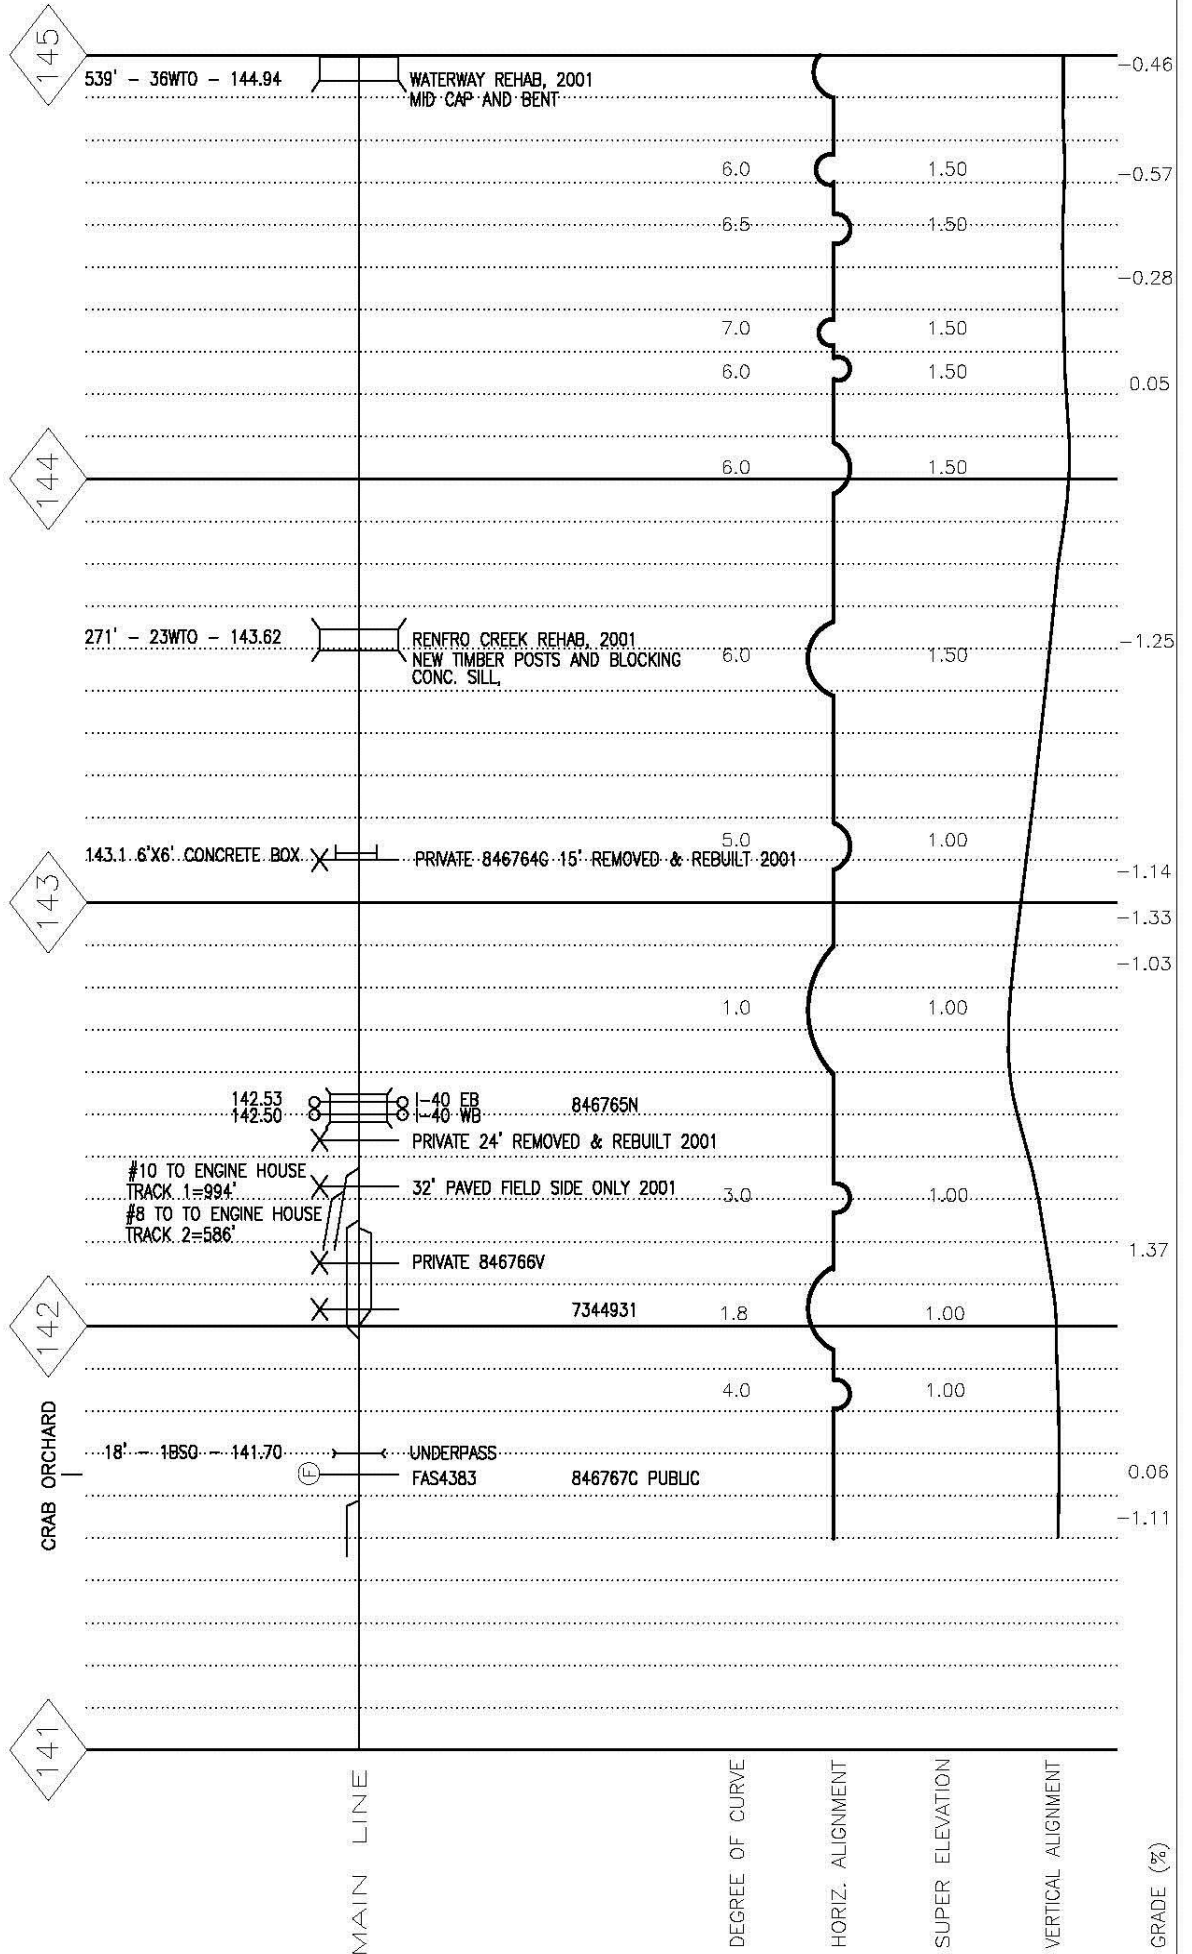 145
-0.46
539' - 36WTO - 144.94
WATERWAY REHAB, 2001
MID CAP AND BENT
6.0
1.50
-0.57
6.5
1.50
-0.28
7.0
1.50
6.0
1.50
0.05
144
6.0
1.50
271' - 23WTO - 143.62
RENFRO CREEK REHAB, 2001
NEW TIMBER POSTS AND BLOCKING
CONC. SILL,
6.0
1.50
-1.25
143.1 6'X6' CONCRETE BOX
PRIVATE 846764G 15' REMOVED & REBUILT 2001
5.0
1.00
-1.14
143
-1.33
-1.03
1.0
1.00
142.53
I-40 EB
846765N
142.50
I-40 WB
PRIVATE 24' REMOVED & REBUILT 2001
#10 TO ENGINE HOUSE
TRACK 1=994'
32' PAVED FIELD SIDE ONLY 2001
3.0
1.00
#8 TO TO ENGINE HOUSE
TRACK 2=586'
1.37
PRIVATE 846766V
7344931
1.8
1.00
142
4.0
1.00
CRAB ORCHARD
18' - 1BSG - 141.70
UNDERPASS
F
FAS4383
846767C PUBLIC
0.06
-1.11
141
MAIN LINE
DEGREE OF CURVE
HORIZ. ALIGNMENT
SUPER ELEVATION
VERTICAL ALIGNMENT
GRADE (%)